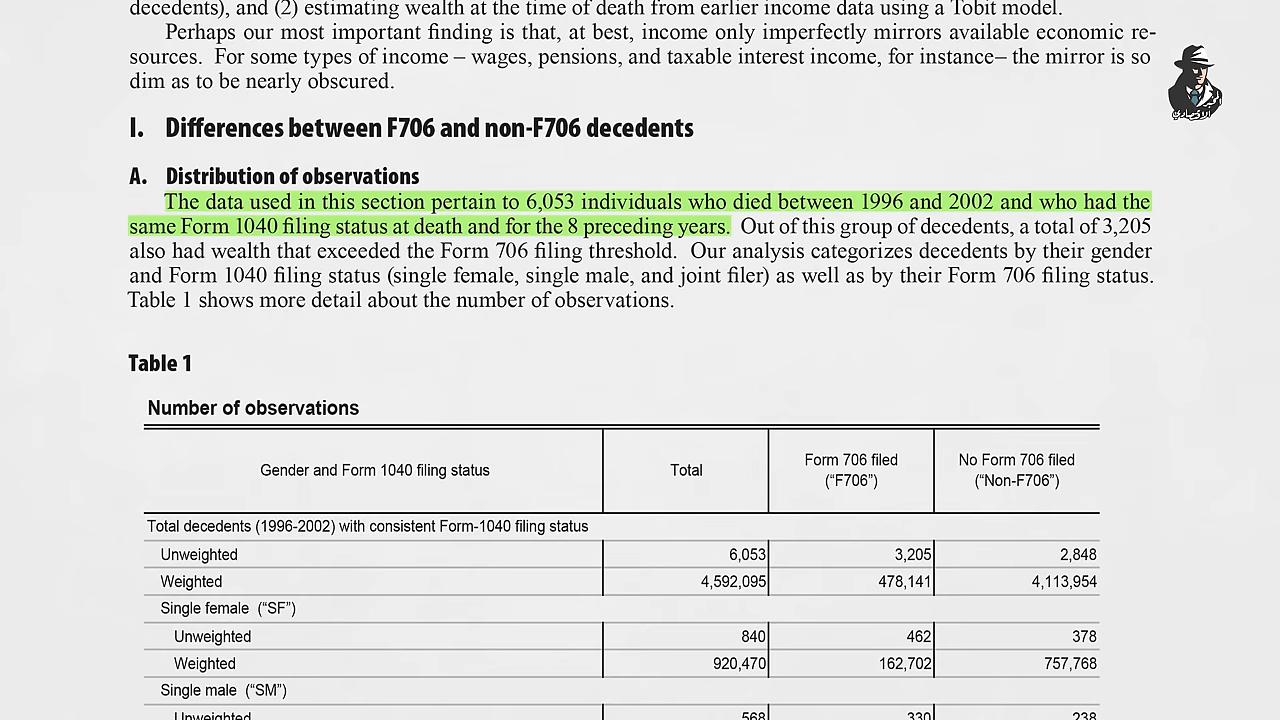 decedents), and (2) estimating wealth at the time of death from earlier income data using a Tobit model.
Perhaps our most important finding is that, at best, income only imperfectly mirrors available economic re-
sources. For some types of income – wages, pensions, and taxable interest income, for instance– the mirror is so
dim as to be nearly obscured.
I. Differences between F706 and non-F706 decedents
A. Distribution of observations
The data used in this section pertain to 6,053 individuals who died between 1996 and 2002 and who had the
same Form 1040 filing status at death and for the 8 preceding years. Out of this group of decedents, a total of 3,205
also had wealth that exceeded the Form 706 filing threshold. Our analysis categorizes decedents by their gender
and Form 1040 filing status (single female, single male, and joint filer) as well as by their Form 706 filing status.
Table 1 shows more detail about the number of observations.
Table 1
Number of observations
Gender and Form 1040 filing status Total Form 706 filed No Form 706 filed
("F706") ("Non-F706")
Total decedents (1996-2002) with consistent Form-1040 filing status
Unweighted 6,053 3,205 2,848
Weighted 4,592,095 478,141 4,113,954
Single female ("SF")
Unweighted 840 462 378
Weighted 920,470 162,702 757,768
Single male ("SM")
Unweighted 568 330 238